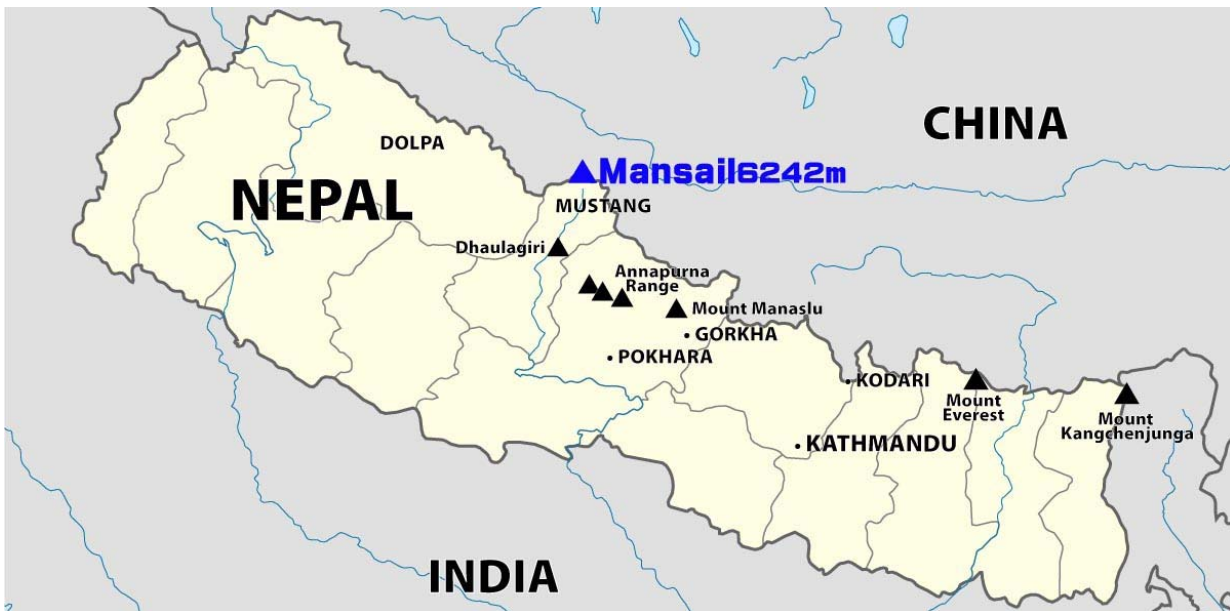 CHINA
DOLPA
Mansail6242m
NEPAL
MUSTANG
Dhaulagiri
Annapurna
Range
Mount Manaslu
GORKHA
POKHARA
KODARI
Mount
Everest
Mount
Kangchenjunga
KATHMANDU
INDIA